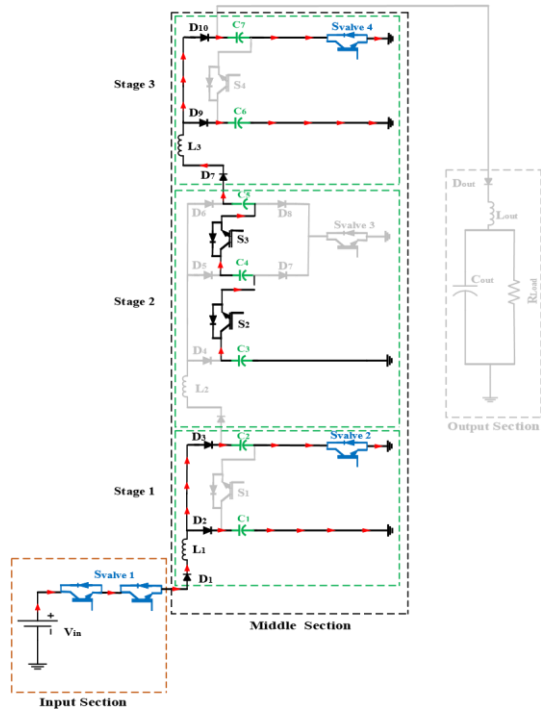 C7
D10
Svalve 4
S4
Stage 3
D9
C6
L3
D7
C5
D6
D8
Svalve 3
S3
C4
D5
D7
Stage 2
S2
C3
D4
L2
Dout
Lout
Cout
RLoad
Output Section
D3
C2
Svalve 2
S1
Stage 1
D2
C1
L1
D1
Svalve 1
Vin
Middle Section
Input Section